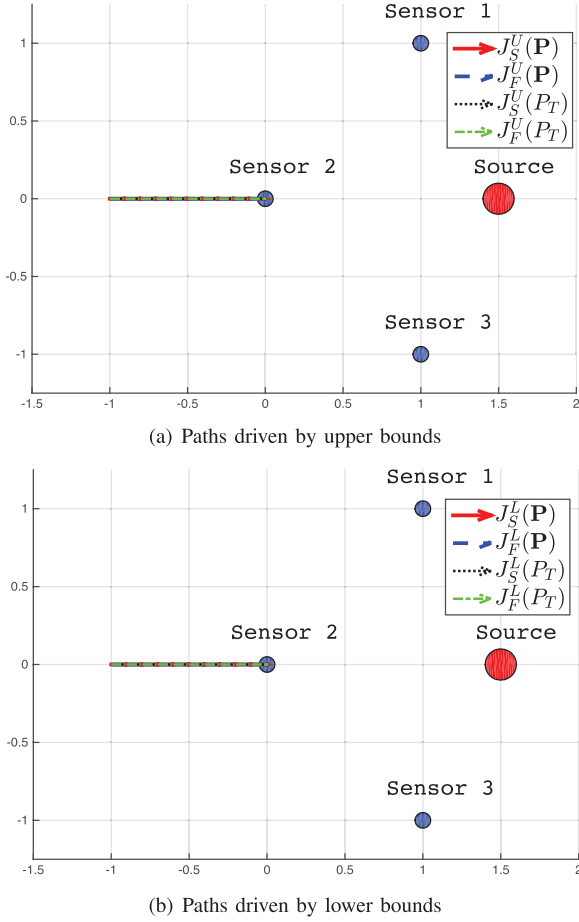 Sensor 1
1
J_S^U(P)
J_F^U(P)
J_S^U(P_T)
J_F^U(P_T)
0.5
Sensor 2
Source
0
-0.5
Sensor 3
-1
-1.5 -1 -0.5 0 0.5 1 1.5 2
(a) Paths driven by upper bounds
Sensor 1
1
J_S^L(P)
J_F^L(P)
J_S^L(P_T)
J_F^L(P_T)
0.5
Sensor 2
Source
0
-0.5
Sensor 3
-1
-1.5 -1 -0.5 0 0.5 1 1.5 2
(b) Paths driven by lower bounds